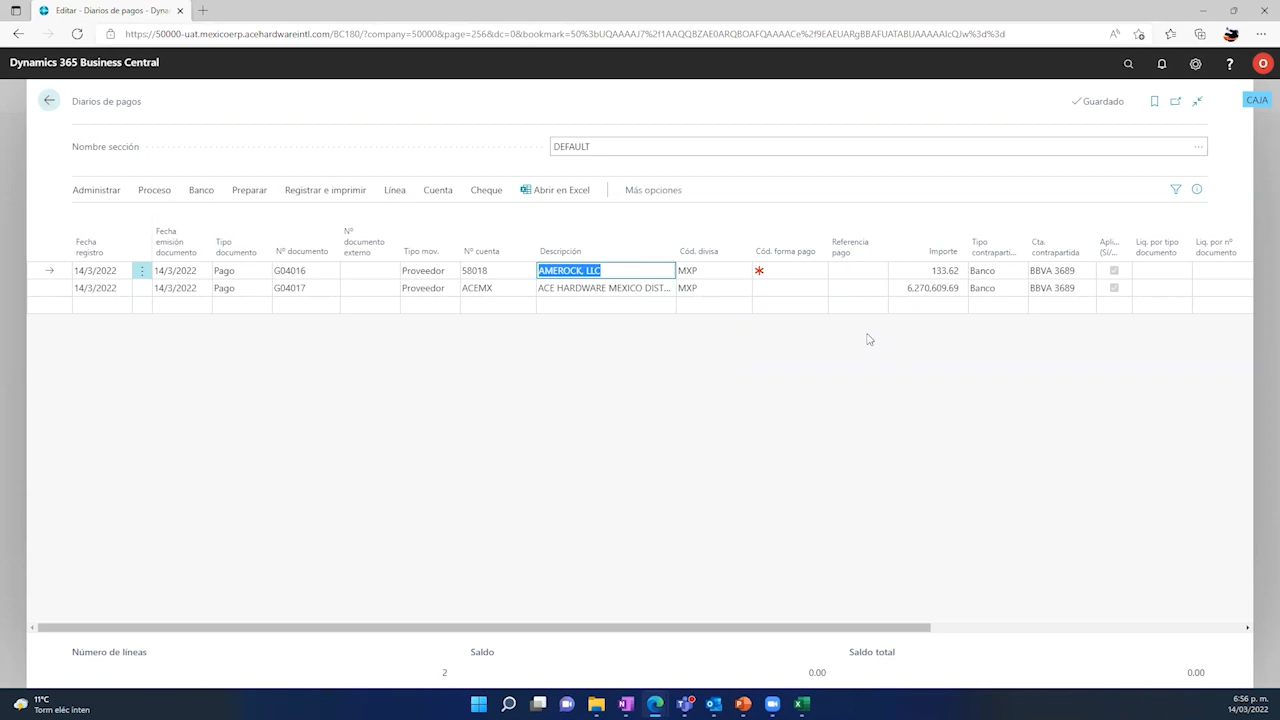 Editar - Diarios de pagos - Dyna
https://50000-uat.mexicoerp.acehardwareintl.com/BC180/?company=50000&page=256&dc=0&bookmark=
Dynamics 365 Business Central
O
Diarios de pagos
Guardado
CAJA
Nombre sección
DEFAULT
Administrar Proceso Banco Preparar Registrar e imprimir Línea Cuenta Cheque Abrir en Excel Más opciones
Fecha registro Fecha emisión documento Tipo documento Nº documento Nº documento externo Tipo mov. Nº cuenta Descripción Cód. divisa Cód. forma pago Referencia pago Importe Tipo contraparti... Cta. contrapartida Apli... (Sí/... Liq. por tipo documento Liq. por nº documento
14/3/2022 14/3/2022 Pago G04016 Proveedor 58018 AMEROCK, LLC MXP * 133.62 Banco BBVA 3689
14/3/2022 14/3/2022 Pago G04017 Proveedor ACEMX ACE HARDWARE MEXICO DIST... MXP 6,270,609.69 Banco BBVA 3689
Número de líneas Saldo Saldo total
2 0.00 0.00
11°C
Torm eléc inten
6:56 p. m.
14/03/2022